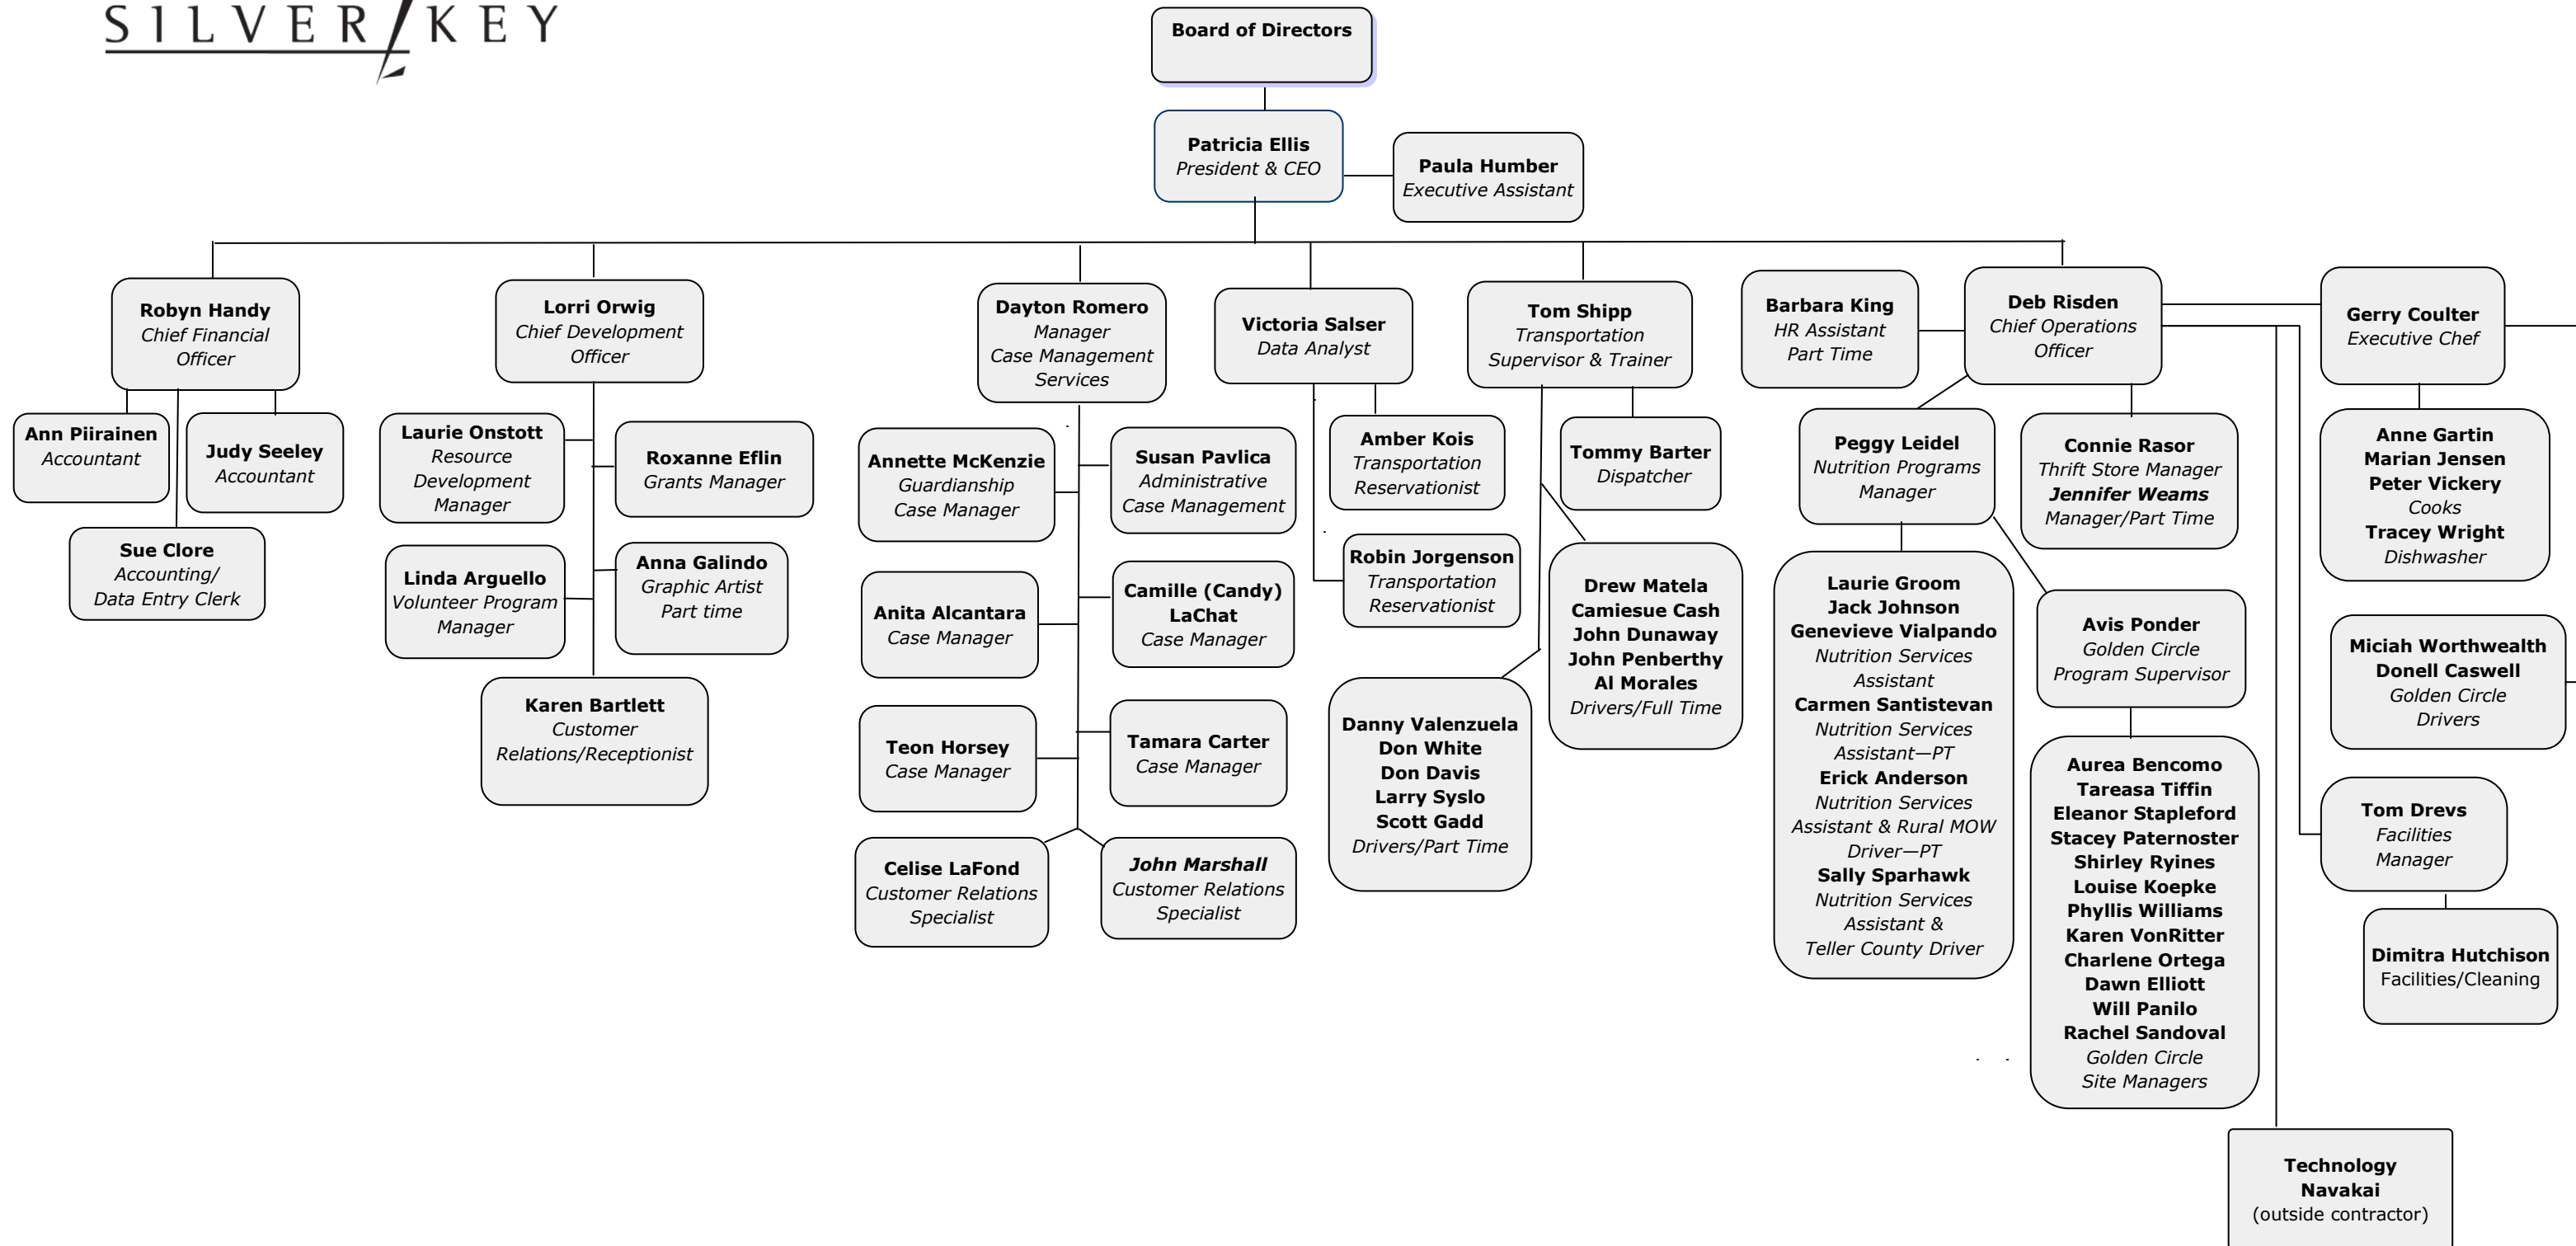 SILVER KEY
Board of Directors
Patricia Ellis
President & CEO
Paula Humber
Executive Assistant
Robyn Handy
Chief Financial
Officer
Ann Piirainen
Accountant
Judy Seeley
Accountant
Sue Clore
Accounting/
Data Entry Clerk
Lorri Orwig
Chief Development
Officer
Laurie Onstott
Resource
Development
Manager
Roxanne Eflin
Grants Manager
Linda Arguello
Volunteer Program
Manager
Anna Galindo
Graphic Artist
Part time
Karen Bartlett
Customer
Relations/Receptionist
Dayton Romero
Manager
Case Management
Services
Annette McKenzie
Guardianship
Case Manager
Susan Pavlica
Administrative
Case Management
Anita Alcantara
Case Manager
Camille (Candy)
LaChat
Case Manager
Teon Horsey
Case Manager
Tamara Carter
Case Manager
Celise LaFond
Customer Relations
Specialist
John Marshall
Customer Relations
Specialist
Victoria Salser
Data Analyst
Amber Kois
Transportation
Reservationist
Robin Jorgenson
Transportation
Reservationist
Tom Shipp
Transportation
Supervisor & Trainer
Tommy Barter
Dispatcher
Drew Matela
Camiesue Cash
John Dunaway
John Penberthy
Al Morales
Drivers/Full Time
Danny Valenzuela
Don White
Don Davis
Larry Syslo
Scott Gadd
Drivers/Part Time
Barbara King
HR Assistant
Part Time
Deb Risden
Chief Operations
Officer
Peggy Leidel
Nutrition Programs
Manager
Connie Rasor
Thrift Store Manager
Jennifer Weams
Manager/Part Time
Laurie Groom
Jack Johnson
Genevieve Vialpando
Nutrition Services
Assistant
Carmen Santistevan
Nutrition Services
Assistant—PT
Erick Anderson
Nutrition Services
Assistant & Rural MOW
Driver—PT
Sally Sparhawk
Nutrition Services
Assistant &
Teller County Driver
Avis Ponder
Golden Circle
Program Supervisor
Aurea Bencomo
Tareasa Tiffin
Eleanor Stapleford
Stacey Paternoster
Shirley Ryines
Louise Koepke
Phyllis Williams
Karen VonRitter
Charlene Ortega
Dawn Elliott
Will Panilo
Rachel Sandoval
Golden Circle
Site Managers
Gerry Coulter
Executive Chef
Anne Gartin
Marian Jensen
Peter Vickery
Cooks
Tracey Wright
Dishwasher
Miciah Worthwealth
Donell Caswell
Golden Circle
Drivers
Tom Drevs
Facilities
Manager
Dimitra Hutchison
Facilities/Cleaning
Technology
Navakai
(outside contractor)